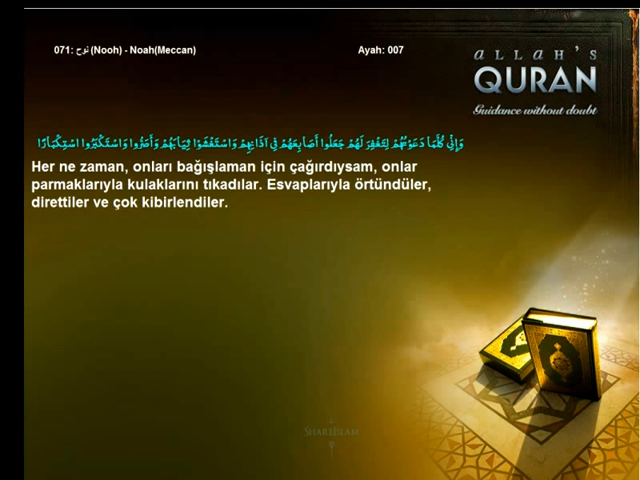 071: نوح (Nooh) - Noah(Meccan) Ayah: 007
ALLAH'S
QURAN
Guidance without doubt
وَاِنِّي كُلَّمَا دَعَوْتُهُمْ لِتَغْفِرَ لَهُمْ جَعَلُوا اَصَابِعَهُمْ فِي اٰذَانِهِمْ وَاسْتَغْشَوْا ثِيَابَهُمْ وَاَصَرُّوا وَاسْتَكْبَرُوا اسْتِكْبَارًا
Her ne zaman, onları bağışlaman için çağırdıysam, onlar
parmaklarıyla kulaklarını tıkadılar. Esvaplarıyla örtündüler,
direttiler ve çok kibirlendiler.
SHAREISLAM